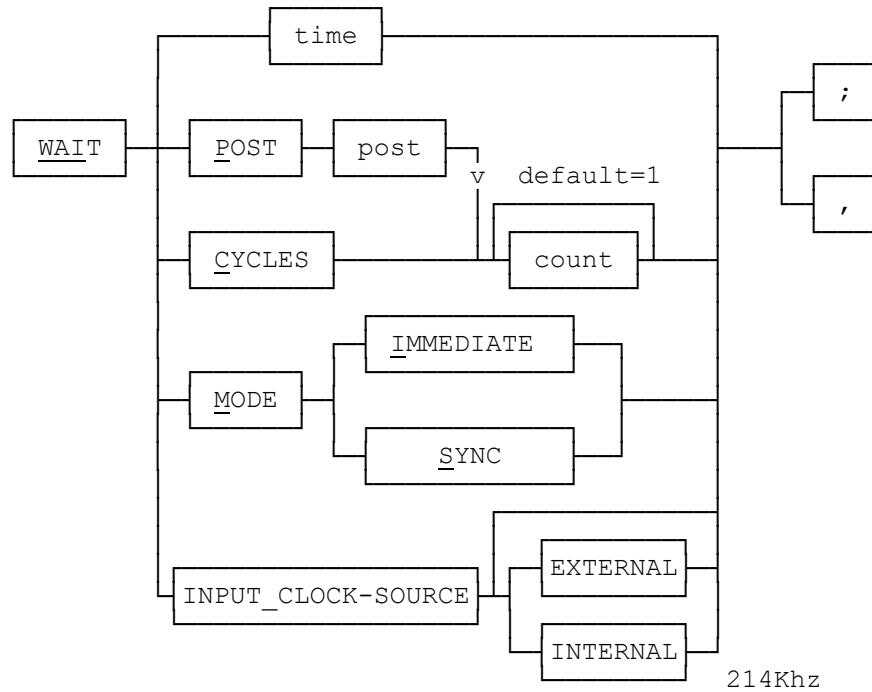 time
;
WAIT
POST
post
v
default=1
,
CYCLES
count
IMMEDIATE
MODE
SYNC
EXTERNAL
INPUT_CLOCK-SOURCE
INTERNAL
214Khz